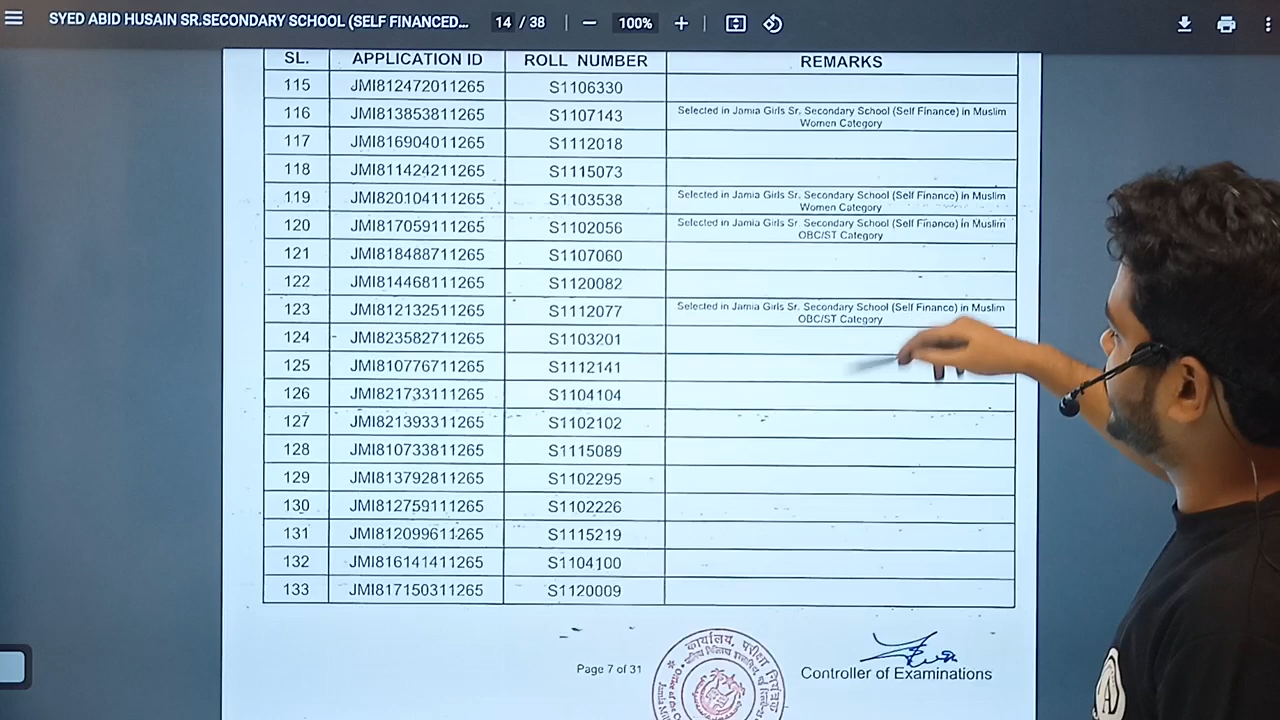 SYED ABID HUSAIN SR.SECONDARY SCHOOL (SELF FINANCED...
14 / 38
100%
SL. APPLICATION ID ROLL NUMBER REMARKS
115 JMI812472011265 S1106330
116 JMI813853811265 S1107143 Selected in Jamia Girls Sr. Secondary School (Self Finance) in Muslim
Women Category
117 JMI816904011265 S1112018
118 JMI811424211265 S1115073
119 JMI820104111265 S1103538 Selected in Jamia Girls Sr. Secondary School (Self Finance) in Muslim
Women Category
120 JMI817059111265 S1102056 Selected in Jamia Girls Sr. Secondary School (Self Finance) in Muslim
OBC/ST Category
121 JMI818488711265 S1107060
122 JMI814468111265 S1120082
123 JMI812132511265 S1112077 Selected in Jamia Girls Sr. Secondary School (Self Finance) in Muslim
OBC/ST Category
124 JMI823582711265 S1103201
125 JMI810776711265 S1112141
126 JMI821733111265 S1104104
127 JMI821393311265 S1102102
128 JMI810733811265 S1115089
129 JMI813792811265 S1102295
130 JMI812759111265 S1102226
131 JMI812099611265 S1115219
132 JMI816141411265 S1104100
133 JMI817150311265 S1120009
Page 7 of 31
कार्यालय, परीक्षा
Controller of Examinations